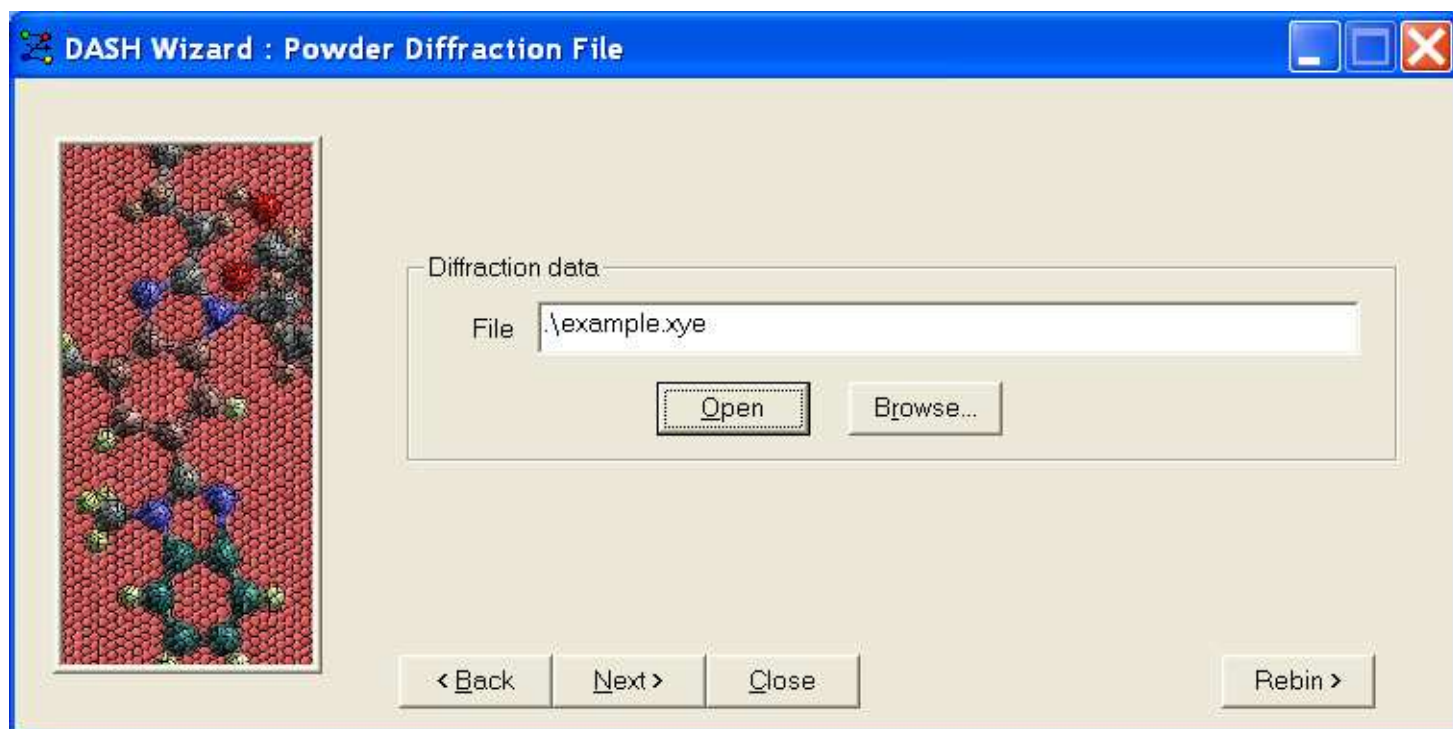 DASH Wizard : Powder Diffraction File
Diffraction data
File .\example.xye
Open Browse...
< Back Next > Close Rebin >